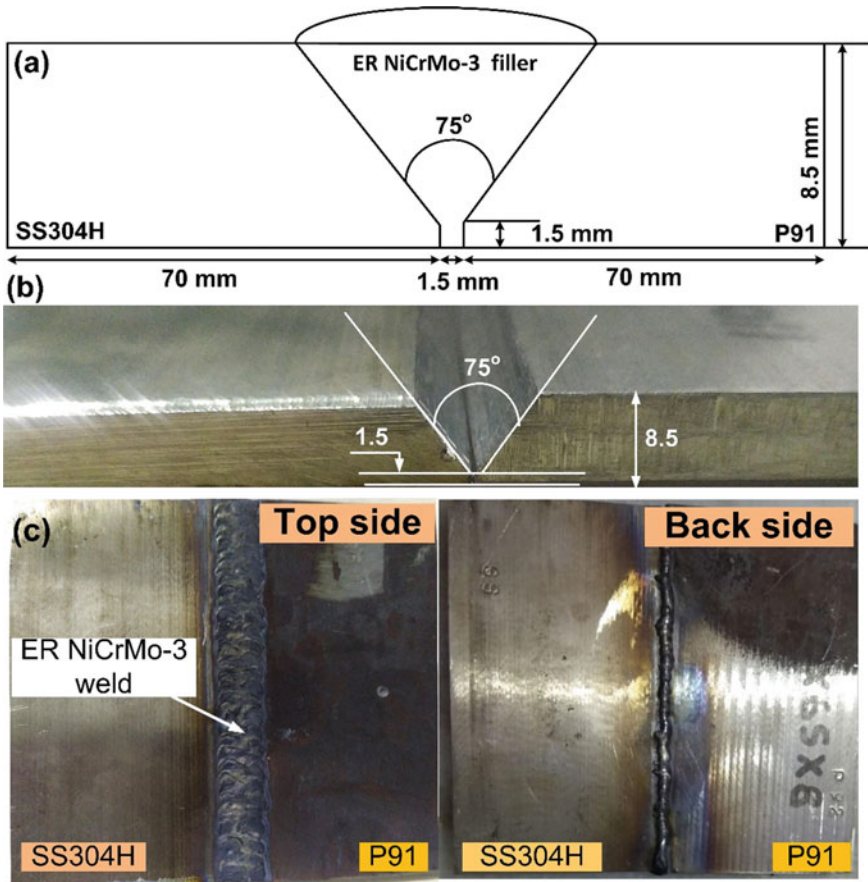 (a)
ER NiCrMo-3 filler
75°
8.5 mm
SS304H
1.5 mm
P91
70 mm
1.5 mm
70 mm
(b)
75°
1.5
8.5
(c)
Top side
Back side
SS
ER NiCrMo-3
weld
SS304H
P91
SS304H
P91